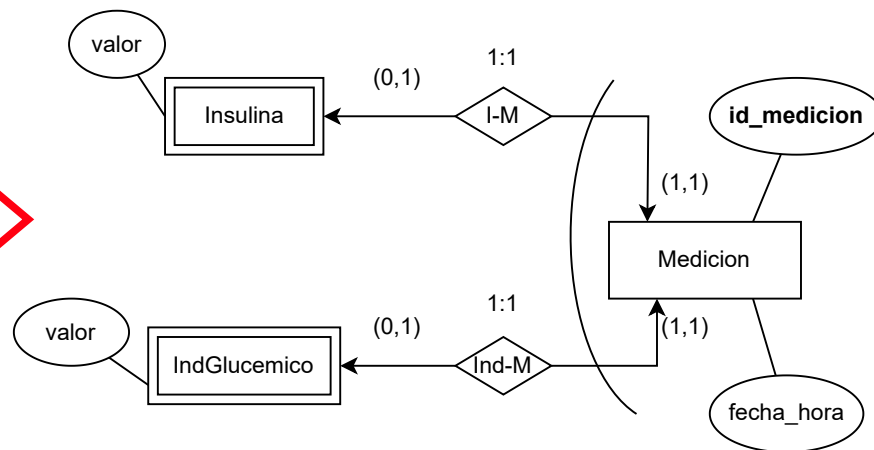 valor
Insulina
(0,1)
1:1
I-M
(1,1)
id_medicion
Medicion
valor
IndGlucemico
(0,1)
1:1
Ind-M
(1,1)
fecha_hora